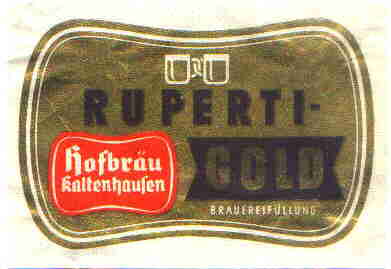 RUPERTI-
GOLD
Hofbräu
Kaltenhausen
BRAUEREIFÜLLUNG